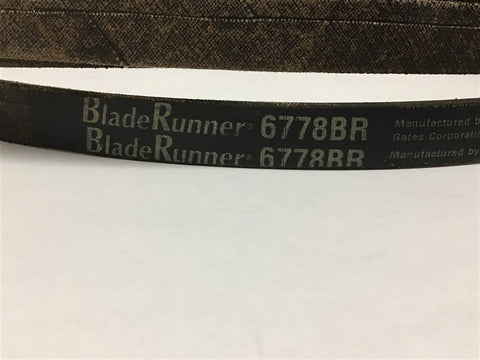 BladeRunner® 6778BR
Manufactured by
Gates Corporation
BladeRunner® 6778BR
Manufactured by